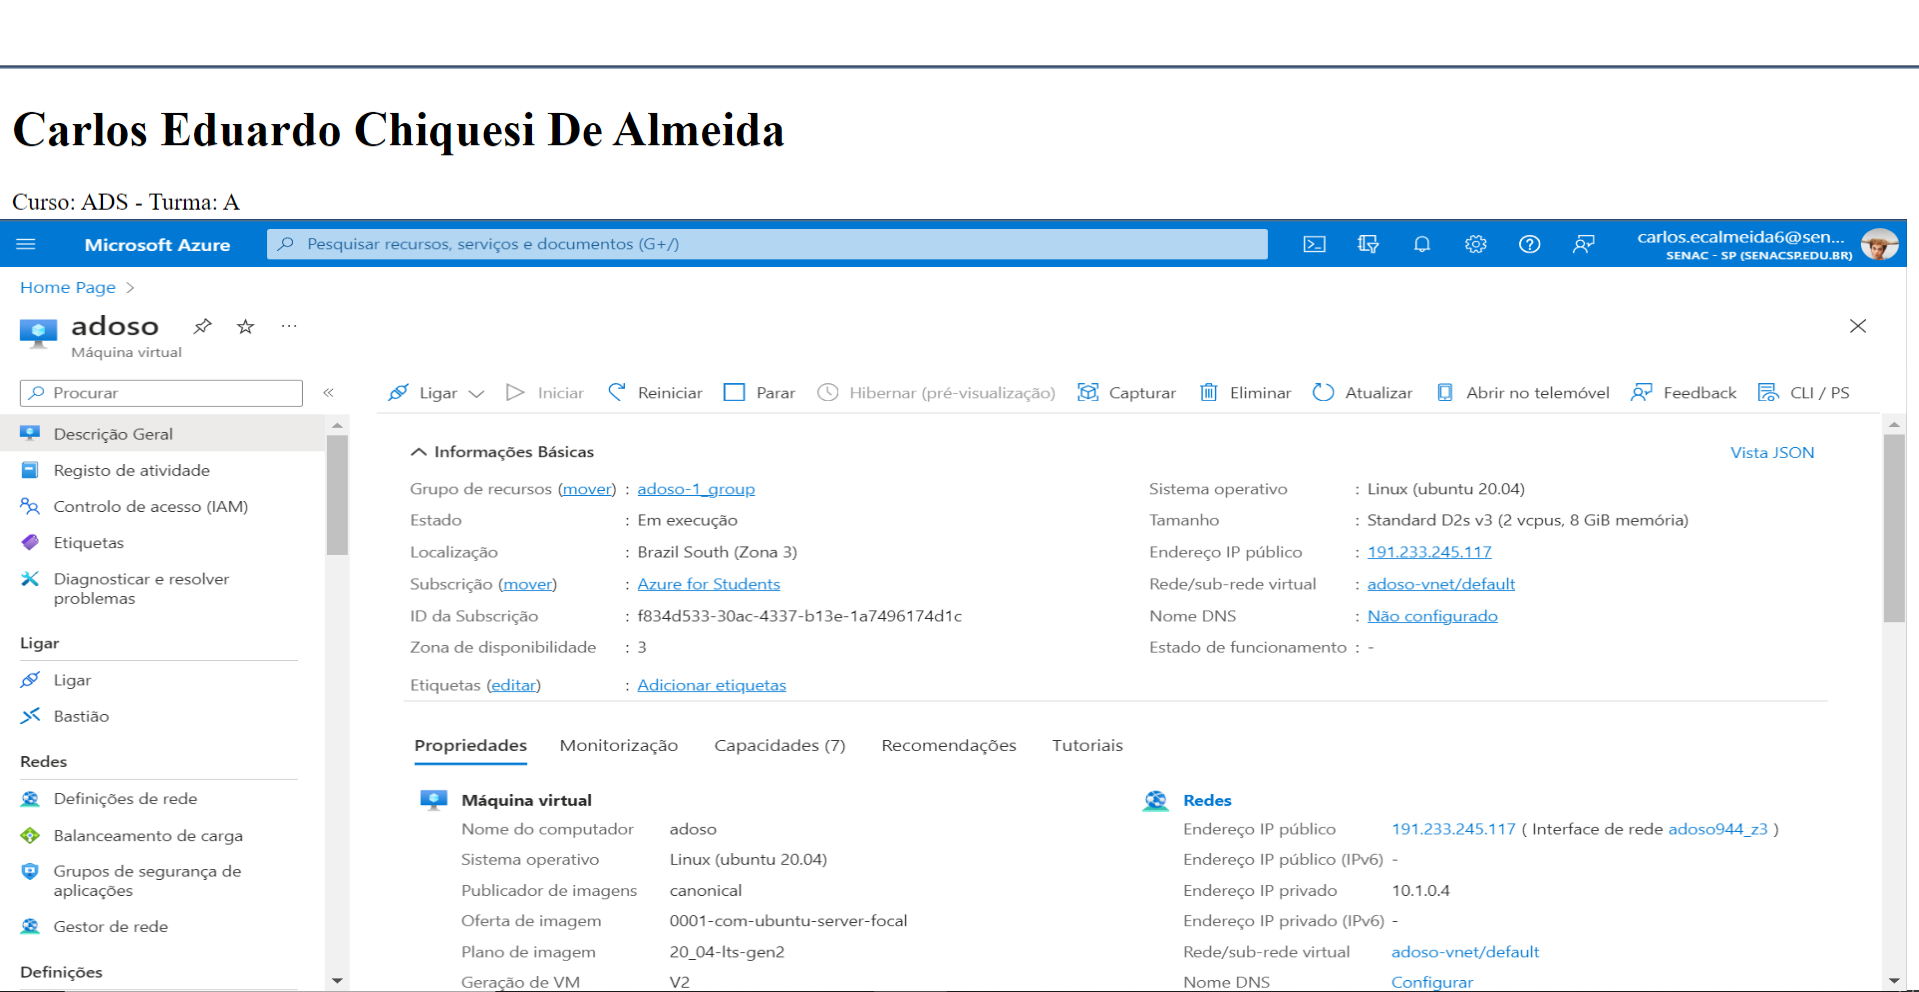 Carlos Eduardo Chiquesi De Almeida
Curso: ADS - Turma: A
Microsoft Azure
Pesquisar recursos, serviços e documentos (G+/)
carlos.ecalmeida6@sen...
SENAC - SP (SENACSP.EDU.BR)
Home Page >
adoso
Máquina virtual
Procurar
Ligar
Iniciar
Reiniciar
Parar
Hibernar (pré-visualização)
Capturar
Eliminar
Atualizar
Abrir no telemóvel
Feedback
CLI / PS
Descrição Geral
Registo de atividade
Controlo de acesso (IAM)
Etiquetas
Diagnosticar e resolver
problemas
Ligar
Ligar
Bastião
Redes
Definições de rede
Balanceamento de carga
Grupos de segurança de
aplicações
Gestor de rede
Definições
Informações Básicas
Vista JSON
Grupo de recursos (mover) : adoso-1_group
Estado : Em execução
Localização : Brazil South (Zona 3)
Subscrição (mover) : Azure for Students
ID da Subscrição : f834d533-30ac-4337-b13e-1a7496174d1c
Zona de disponibilidade : 3
Etiquetas (editar) : Adicionar etiquetas
Sistema operativo : Linux (ubuntu 20.04)
Tamanho : Standard D2s v3 (2 vcpus, 8 GiB memória)
Endereço IP público : 191.233.245.117
Rede/sub-rede virtual : adoso-vnet/default
Nome DNS : Não configurado
Estado de funcionamento : -
Propriedades
Monitorização
Capacidades (7)
Recomendações
Tutoriais
Máquina virtual
Nome do computador adoso
Sistema operativo Linux (ubuntu 20.04)
Publicador de imagens canonical
Oferta de imagem 0001-com-ubuntu-server-focal
Plano de imagem 20_04-lts-gen2
Geração de VM V2
Redes
Endereço IP público 191.233.245.117 ( Interface de rede adoso944_z3 )
Endereço IP público (IPv6) -
Endereço IP privado 10.1.0.4
Endereço IP privado (IPv6) -
Rede/sub-rede virtual adoso-vnet/default
Nome DNS Configurar